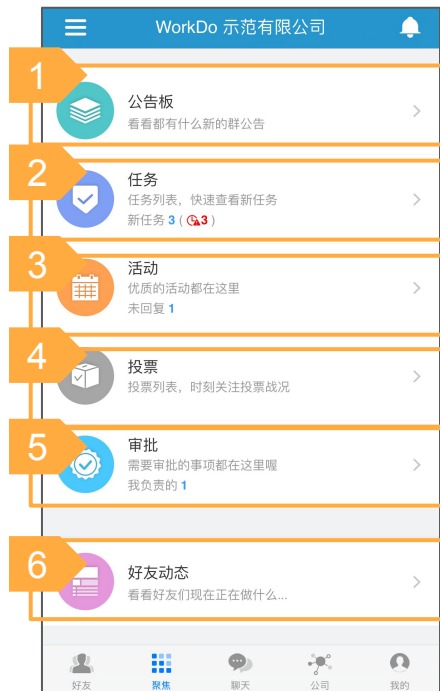 WorkDo 示范有限公司
1
公告板
看看都有什么新的群公告
2
任务
任务列表，快速查看新任务
新任务 3 ( 3 )
3
活动
优质的活动都在这里
未回复 1
4
投票
投票列表，时刻关注投票战况
5
审批
需要审批的事项都在这里喔
我负责的 1
6
好友动态
看看好友们现在正在做什么...
好友 聚焦 聊天 公司 我的